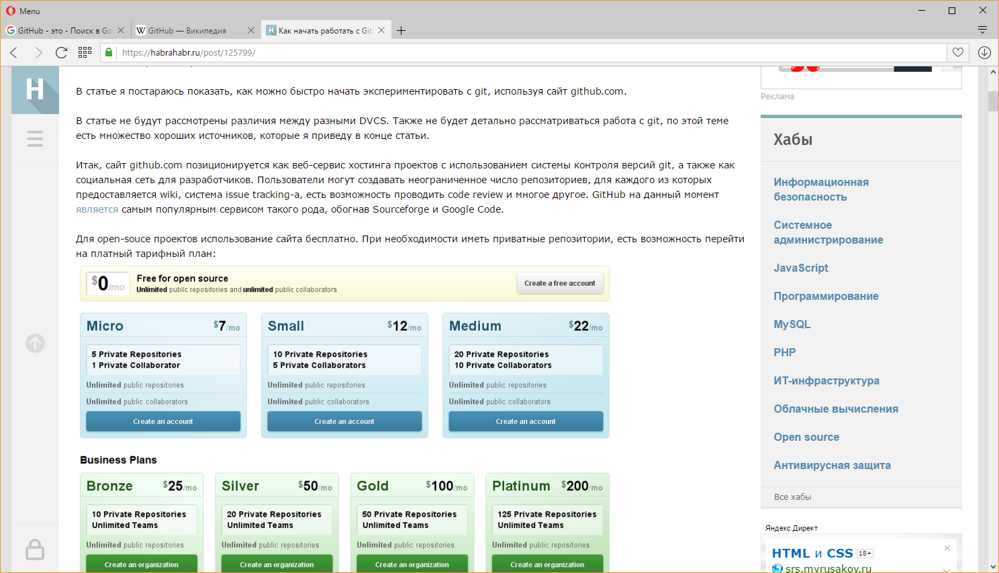 Menu
GitHub - это - Поиск в Go
GitHub — Википедия
Как начать работать с Git
https://habrahabr.ru/post/125799/
H
В статье я постараюсь показать, как можно быстро начать экспериментировать с git, используя сайт github.com.
В статье не будут рассмотрены различия между разными DVCS. Также не будет детально рассматриваться работа с git, по этой теме
есть множество хороших источников, которые я приведу в конце статьи.
Итак, сайт github.com позиционируется как веб-сервис хостинга проектов с использованием системы контроля версий git, а также как
социальная сеть для разработчиков. Пользователи могут создавать неограниченное число репозиториев, для каждого из которых
предоставляется wiki, система issue tracking-а, есть возможность проводить code review и многое другое. GitHub на данный момент
является самым популярным сервисом такого рода, обогнав Sourceforge и Google Code.
Для open-souce проектов использование сайта бесплатно. При необходимости иметь приватные репозитории, есть возможность перейти
на платный тарифный план:
$0/mo
Free for open source
Unlimited public repositories and unlimited public collaborators
Create a free account
Micro $7/mo
5 Private Repositories
1 Private Collaborator
Unlimited public repositories
Unlimited public collaborators
Create an account
Small $12/mo
10 Private Repositories
5 Private Collaborators
Unlimited public repositories
Unlimited public collaborators
Create an account
Medium $22/mo
20 Private Repositories
10 Private Collaborators
Unlimited public repositories
Unlimited public collaborators
Create an account
Business Plans
Bronze $25/mo
10 Private Repositories
Unlimited Teams
Unlimited public repositories
Create an organization
Silver $50/mo
20 Private Repositories
Unlimited Teams
Unlimited public repositories
Create an organization
Gold $100/mo
50 Private Repositories
Unlimited Teams
Unlimited public repositories
Create an organization
Platinum $200/mo
125 Private Repositories
Unlimited Teams
Unlimited public repositories
Create an organization
Реклама
Хабы
Информационная
безопасность
Системное
администрирование
JavaScript
Программирование
MySQL
PHP
ИТ-инфраструктура
Облачные вычисления
Open source
Антивирусная защита
Все хабы
Яндекс.Директ
HTML и CSS 18+
srs.myrusakov.ru